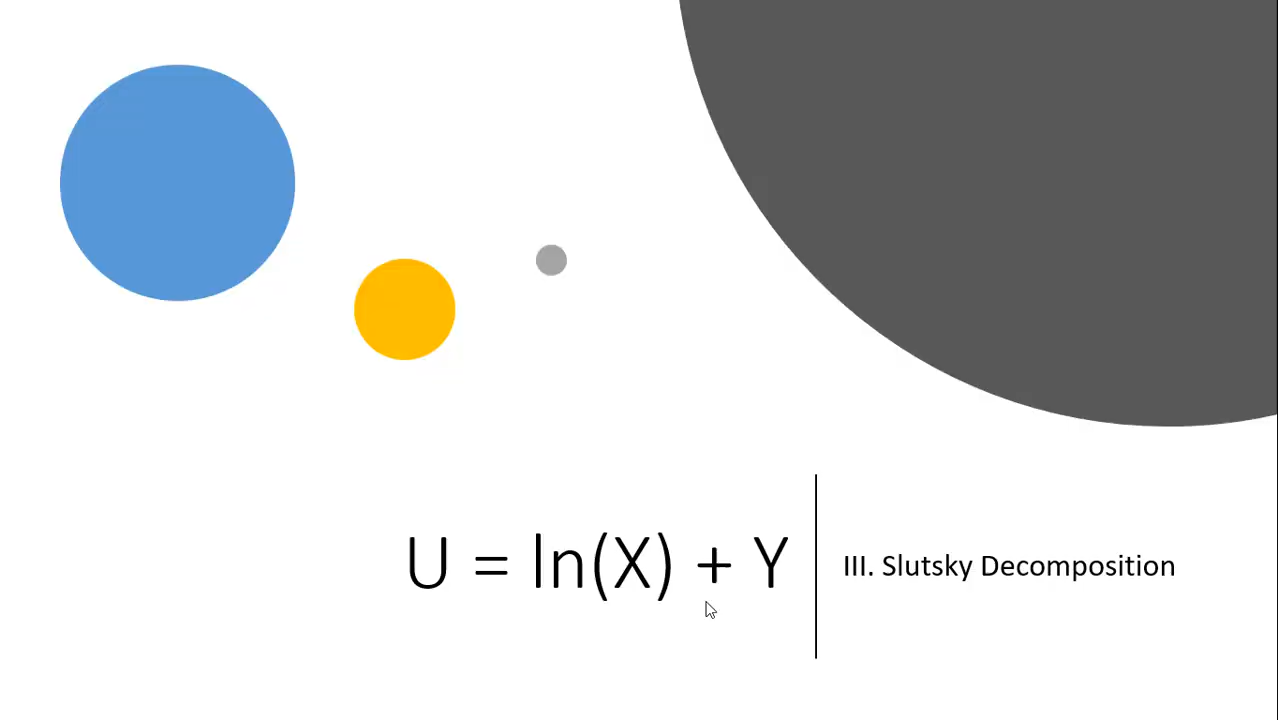 U = ln(X) + Y
III. Slutsky Decomposition